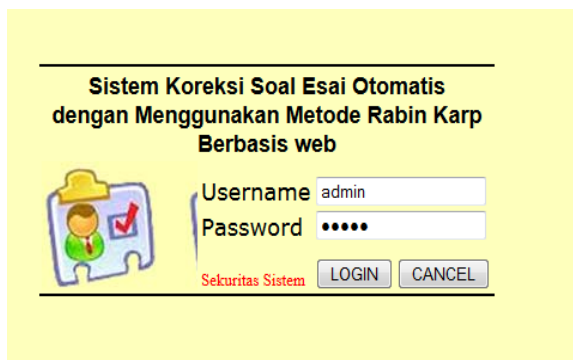 Sistem Koreksi Soal Esai Otomatis
dengan Menggunakan Metode Rabin Karp
Berbasis web
Username admin
Password •••••
Sekuritas Sistem LOGIN CANCEL